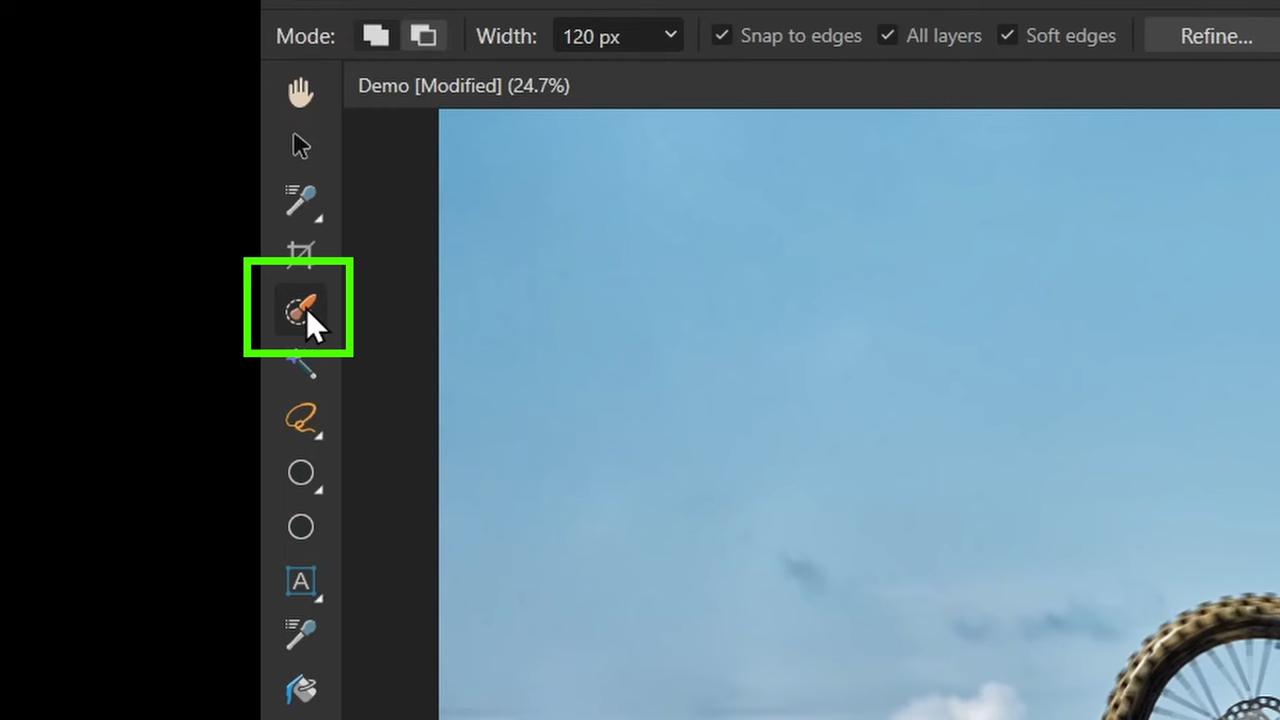 Mode: Width: 120 px Snap to edges All layers Soft edges Refine...
Demo [Modified] (24.7%)
A